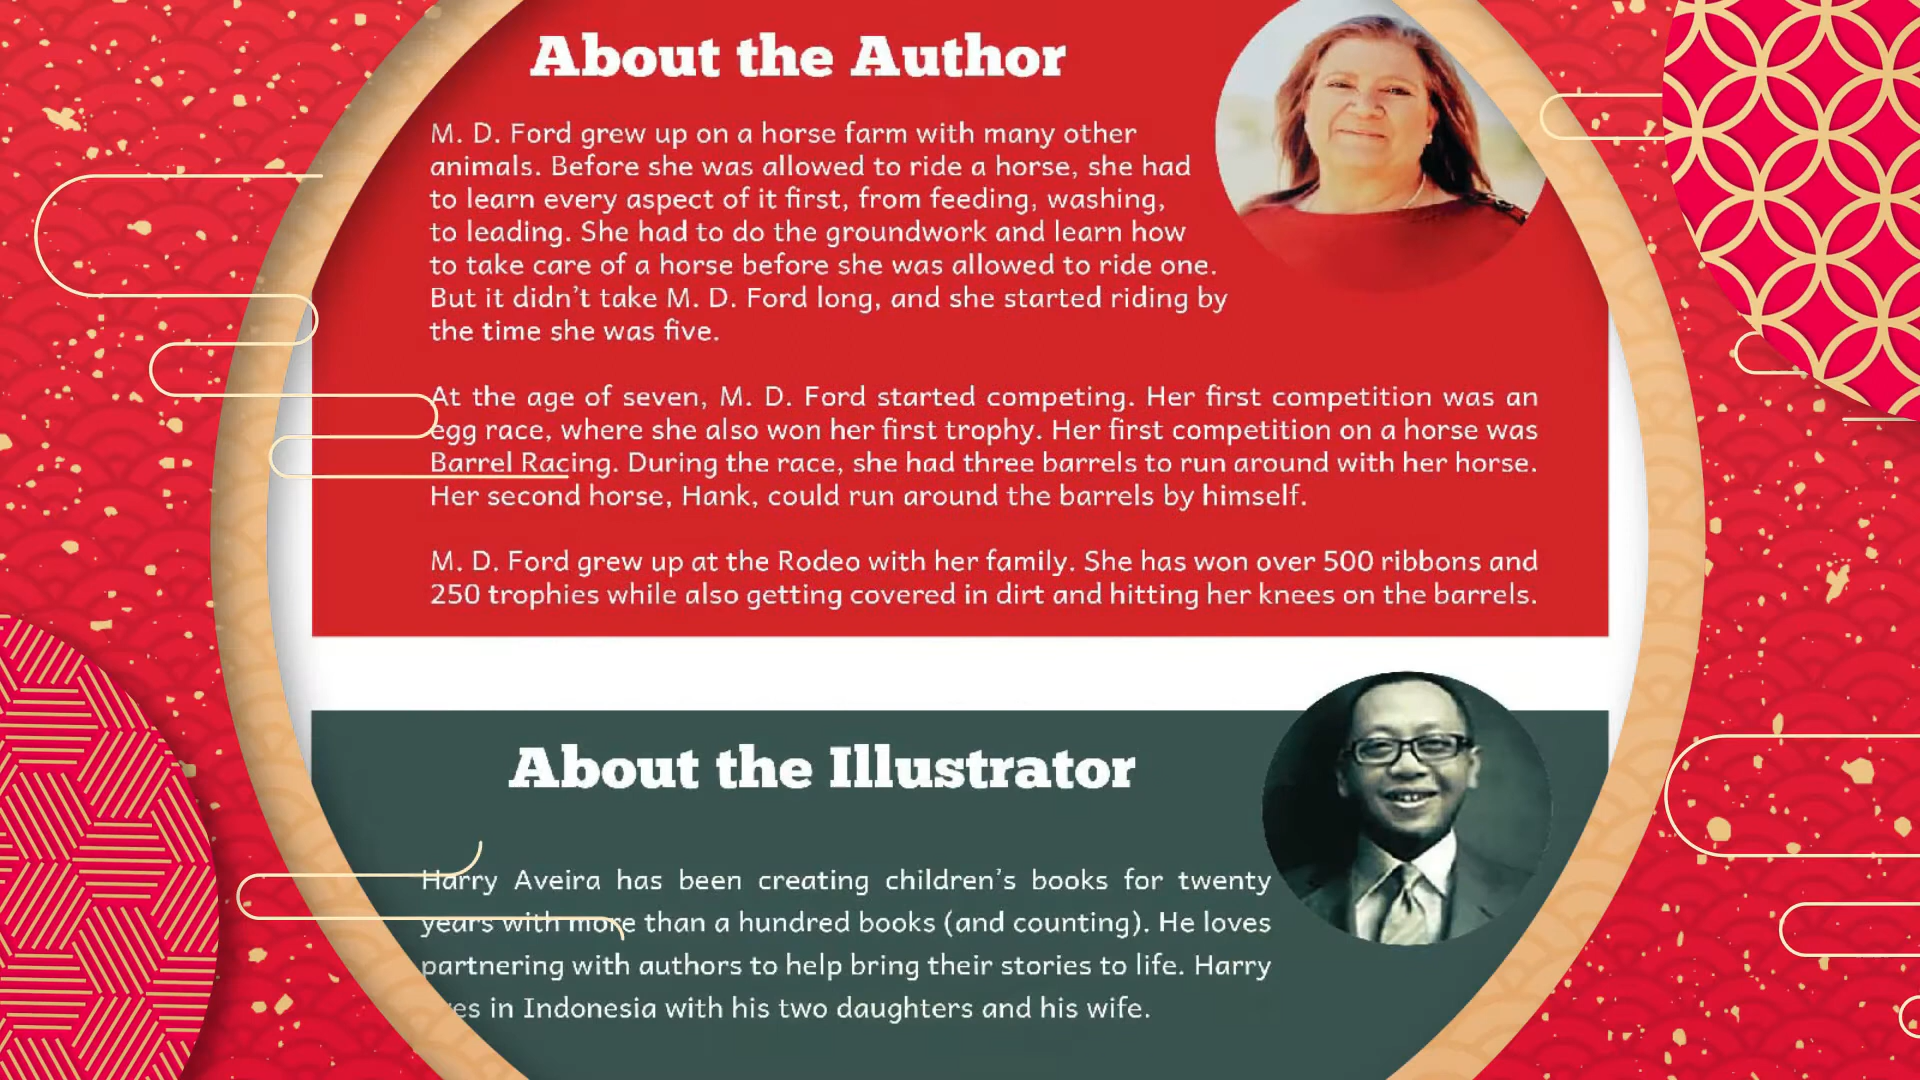 About the Author
M. D. Ford grew up on a horse farm with many other
animals. Before she was allowed to ride a horse, she had
to learn every aspect of it first, from feeding, washing,
to leading. She had to do the groundwork and learn how
to take care of a horse before she was allowed to ride one.
But it didn’t take M. D. Ford long, and she started riding by
the time she was five.
At the age of seven, M. D. Ford started competing. Her first competition was an
egg race, where she also won her first trophy. Her first competition on a horse was
Barrel Racing. During the race, she had three barrels to run around with her horse.
Her second horse, Hank, could run around the barrels by himself.
M. D. Ford grew up at the Rodeo with her family. She has won over 500 ribbons and
250 trophies while also getting covered in dirt and hitting her knees on the barrels.
About the Illustrator
Harry Aveira has been creating children’s books for twenty
years with more than a hundred books (and counting). He loves
partnering with authors to help bring their stories to life. Harry
in Indonesia with his two daughters and his wife.